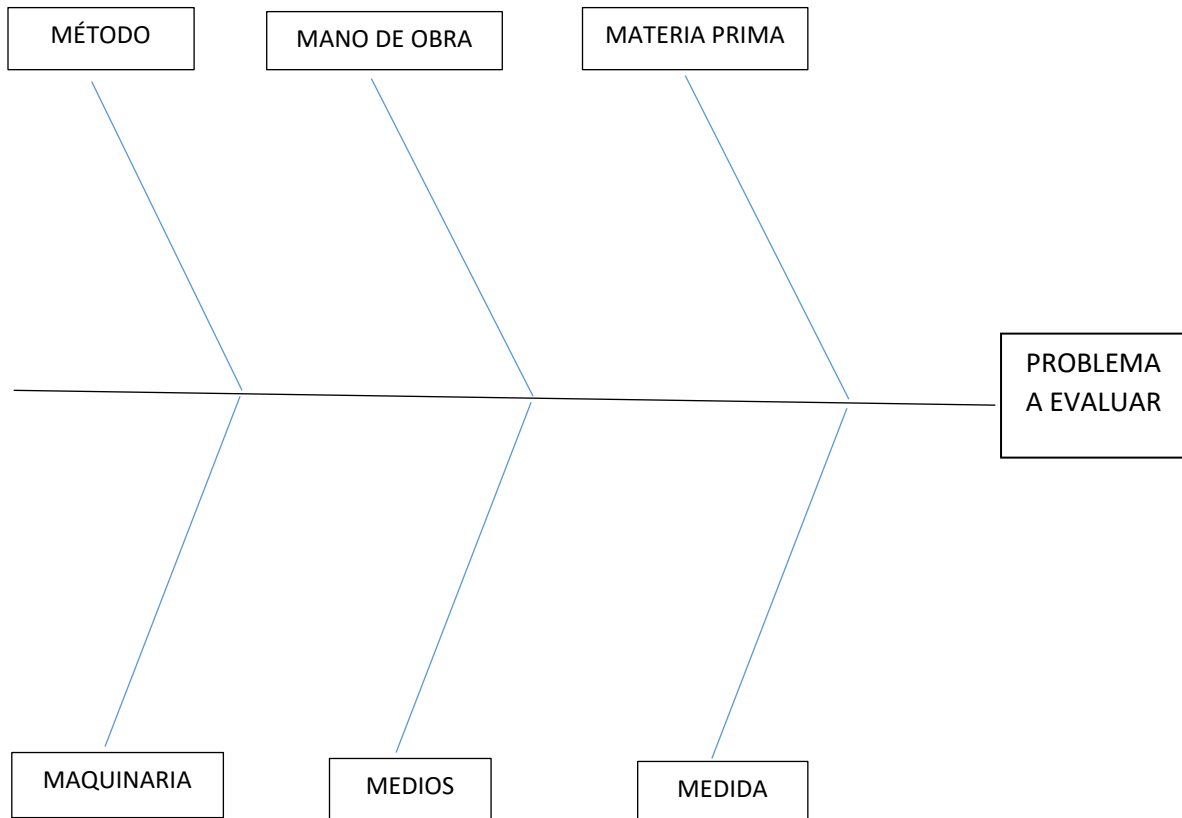 MÉTODO
MANO DE OBRA
MATERIA PRIMA
PROBLEMA
A EVALUAR
MAQUINARIA
MEDIOS
MEDIDA